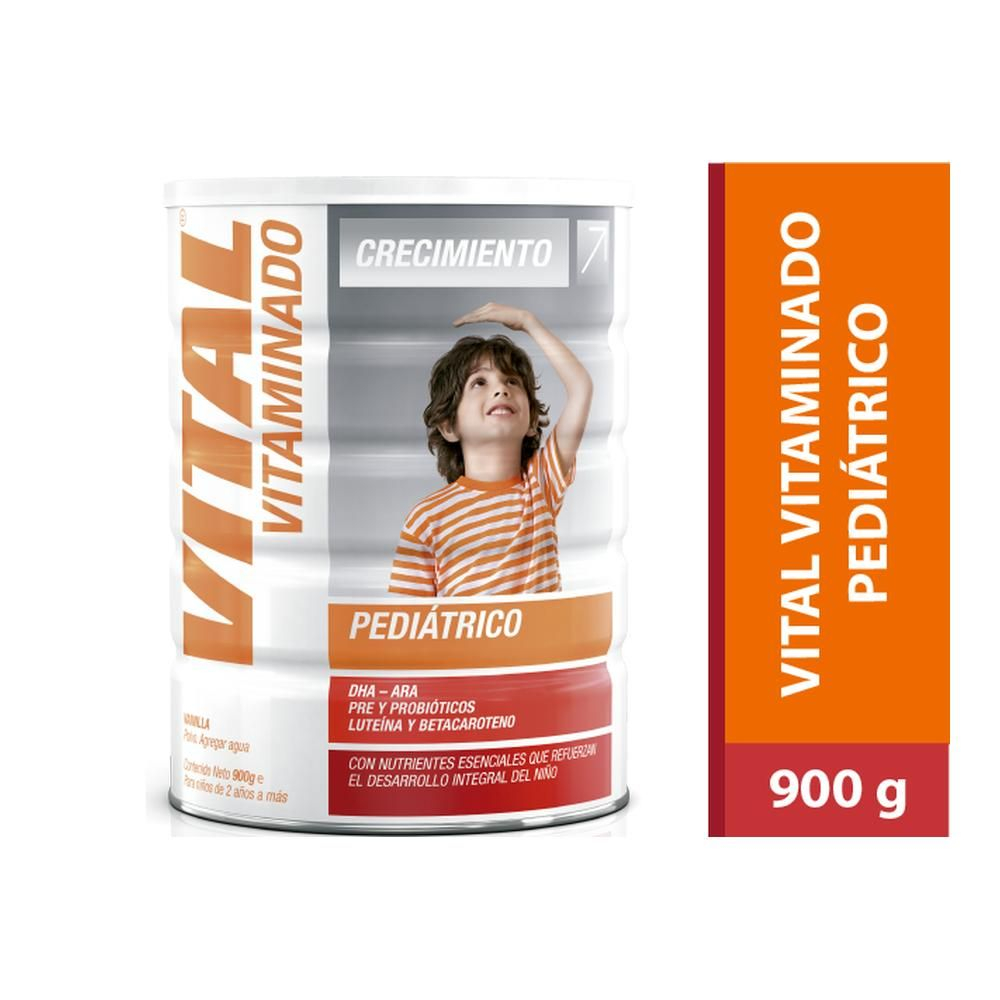 VITAL®
VITAMINADO
CRECIMIENTO
PEDIÁTRICO
DHA – ARA
PRE Y PROBIÓTICOS
LUTEÍNA Y BETACAROTENO
CON NUTRIENTES ESENCIALES QUE REFUERZAN
EL DESARROLLO INTEGRAL DEL NIÑO
VAINILLA
Polvo. Agregar agua
Contenido Neto 900g e
Para niños de 2 años a más
VITAL VITAMINADO
PEDIÁTRICO
900 g